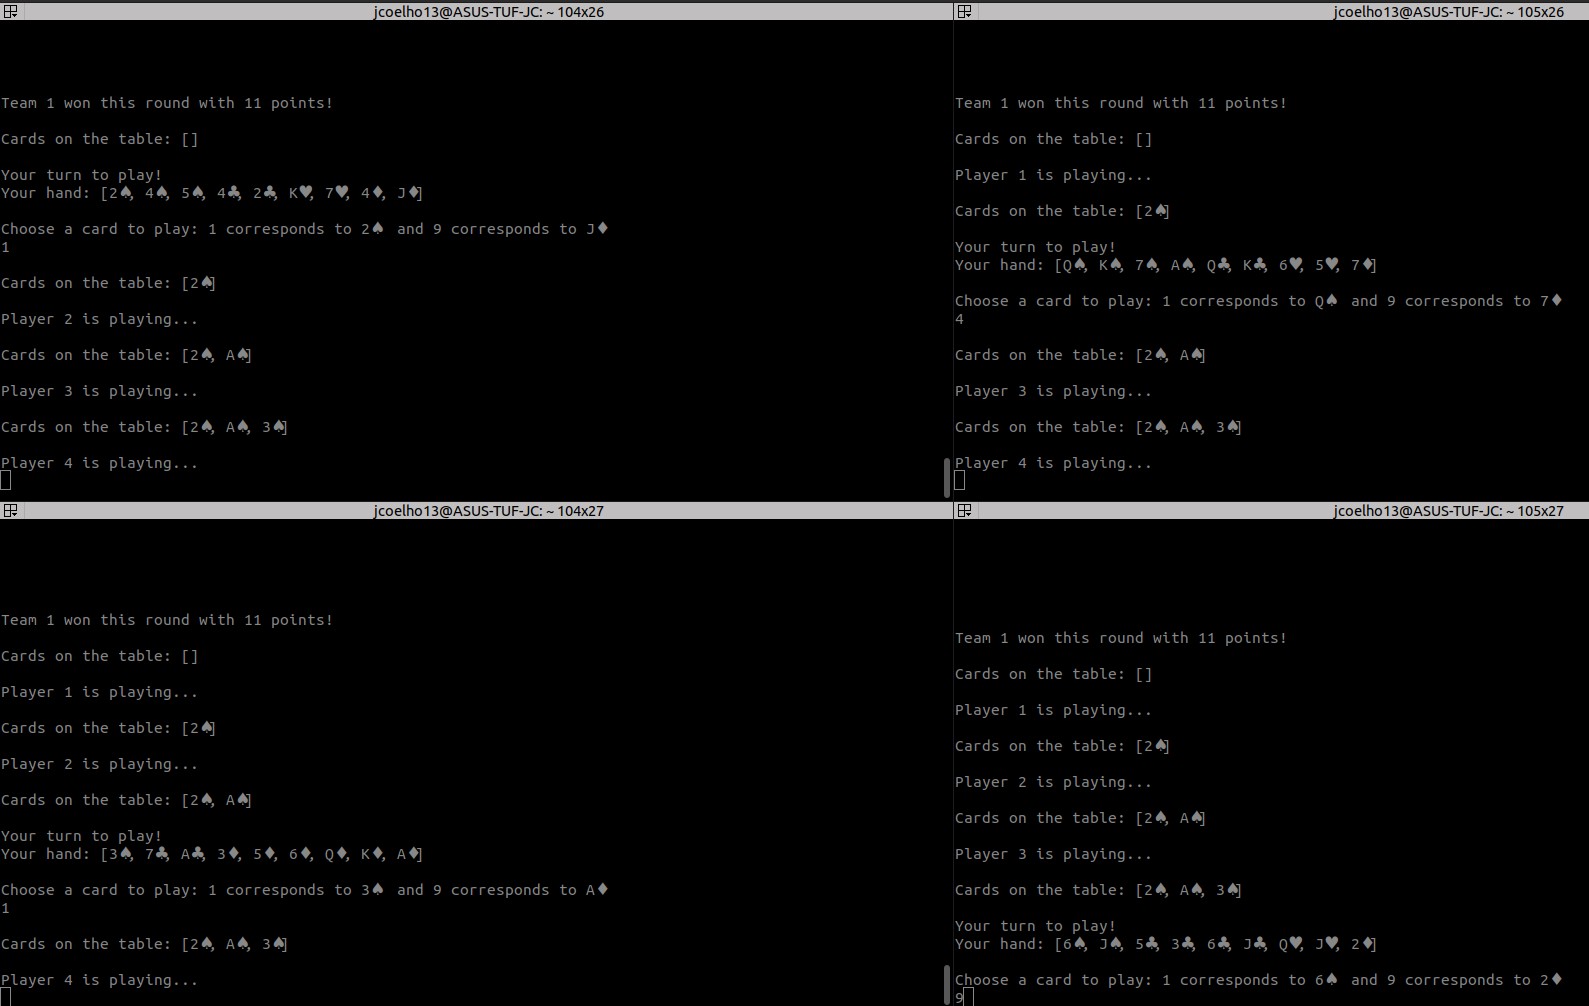 jcoelho13@ASUS-TUF-JC: ~ 104x26
Team 1 won this round with 11 points!
Cards on the table: []
Your turn to play!
Your hand: [2♠, 4♠, 5♠, 4♣, 2♣, K♥, 7♥, 4♦, J♦]
Choose a card to play: 1 corresponds to 2♠ and 9 corresponds to J♦
1
Cards on the table: [2♠]
Player 2 is playing...
Cards on the table: [2♠, A♠]
Player 3 is playing...
Cards on the table: [2♠, A♠, 3♠]
Player 4 is playing...
jcoelho13@ASUS-TUF-JC: ~ 105x26
Team 1 won this round with 11 points!
Cards on the table: []
Player 1 is playing...
Cards on the table: [2♠]
Your turn to play!
Your hand: [Q♠, K♠, 7♠, A♠, Q♣, K♣, 6♥, 5♥, 7♦]
Choose a card to play: 1 corresponds to Q♠ and 9 corresponds to 7♦
4
Cards on the table: [2♠, A♠]
Player 3 is playing...
Cards on the table: [2♠, A♠, 3♠]
Player 4 is playing...
jcoelho13@ASUS-TUF-JC: ~ 104x27
Team 1 won this round with 11 points!
Cards on the table: []
Player 1 is playing...
Cards on the table: [2♠]
Player 2 is playing...
Cards on the table: [2♠, A♠]
Your turn to play!
Your hand: [3♠, 7♣, A♣, 3♦, 5♦, 6♦, Q♦, K♦, A♦]
Choose a card to play: 1 corresponds to 3♠ and 9 corresponds to A♦
1
Cards on the table: [2♠, A♠, 3♠]
Player 4 is playing...
jcoelho13@ASUS-TUF-JC: ~ 105x27
Team 1 won this round with 11 points!
Cards on the table: []
Player 1 is playing...
Cards on the table: [2♠]
Player 2 is playing...
Cards on the table: [2♠, A♠]
Player 3 is playing...
Cards on the table: [2♠, A♠, 3♠]
Your turn to play!
Your hand: [6♠, J♠, 5♣, 3♣, 6♣, J♣, Q♥, J♥, 2♦]
Choose a card to play: 1 corresponds to 6♠ and 9 corresponds to 2♦
9